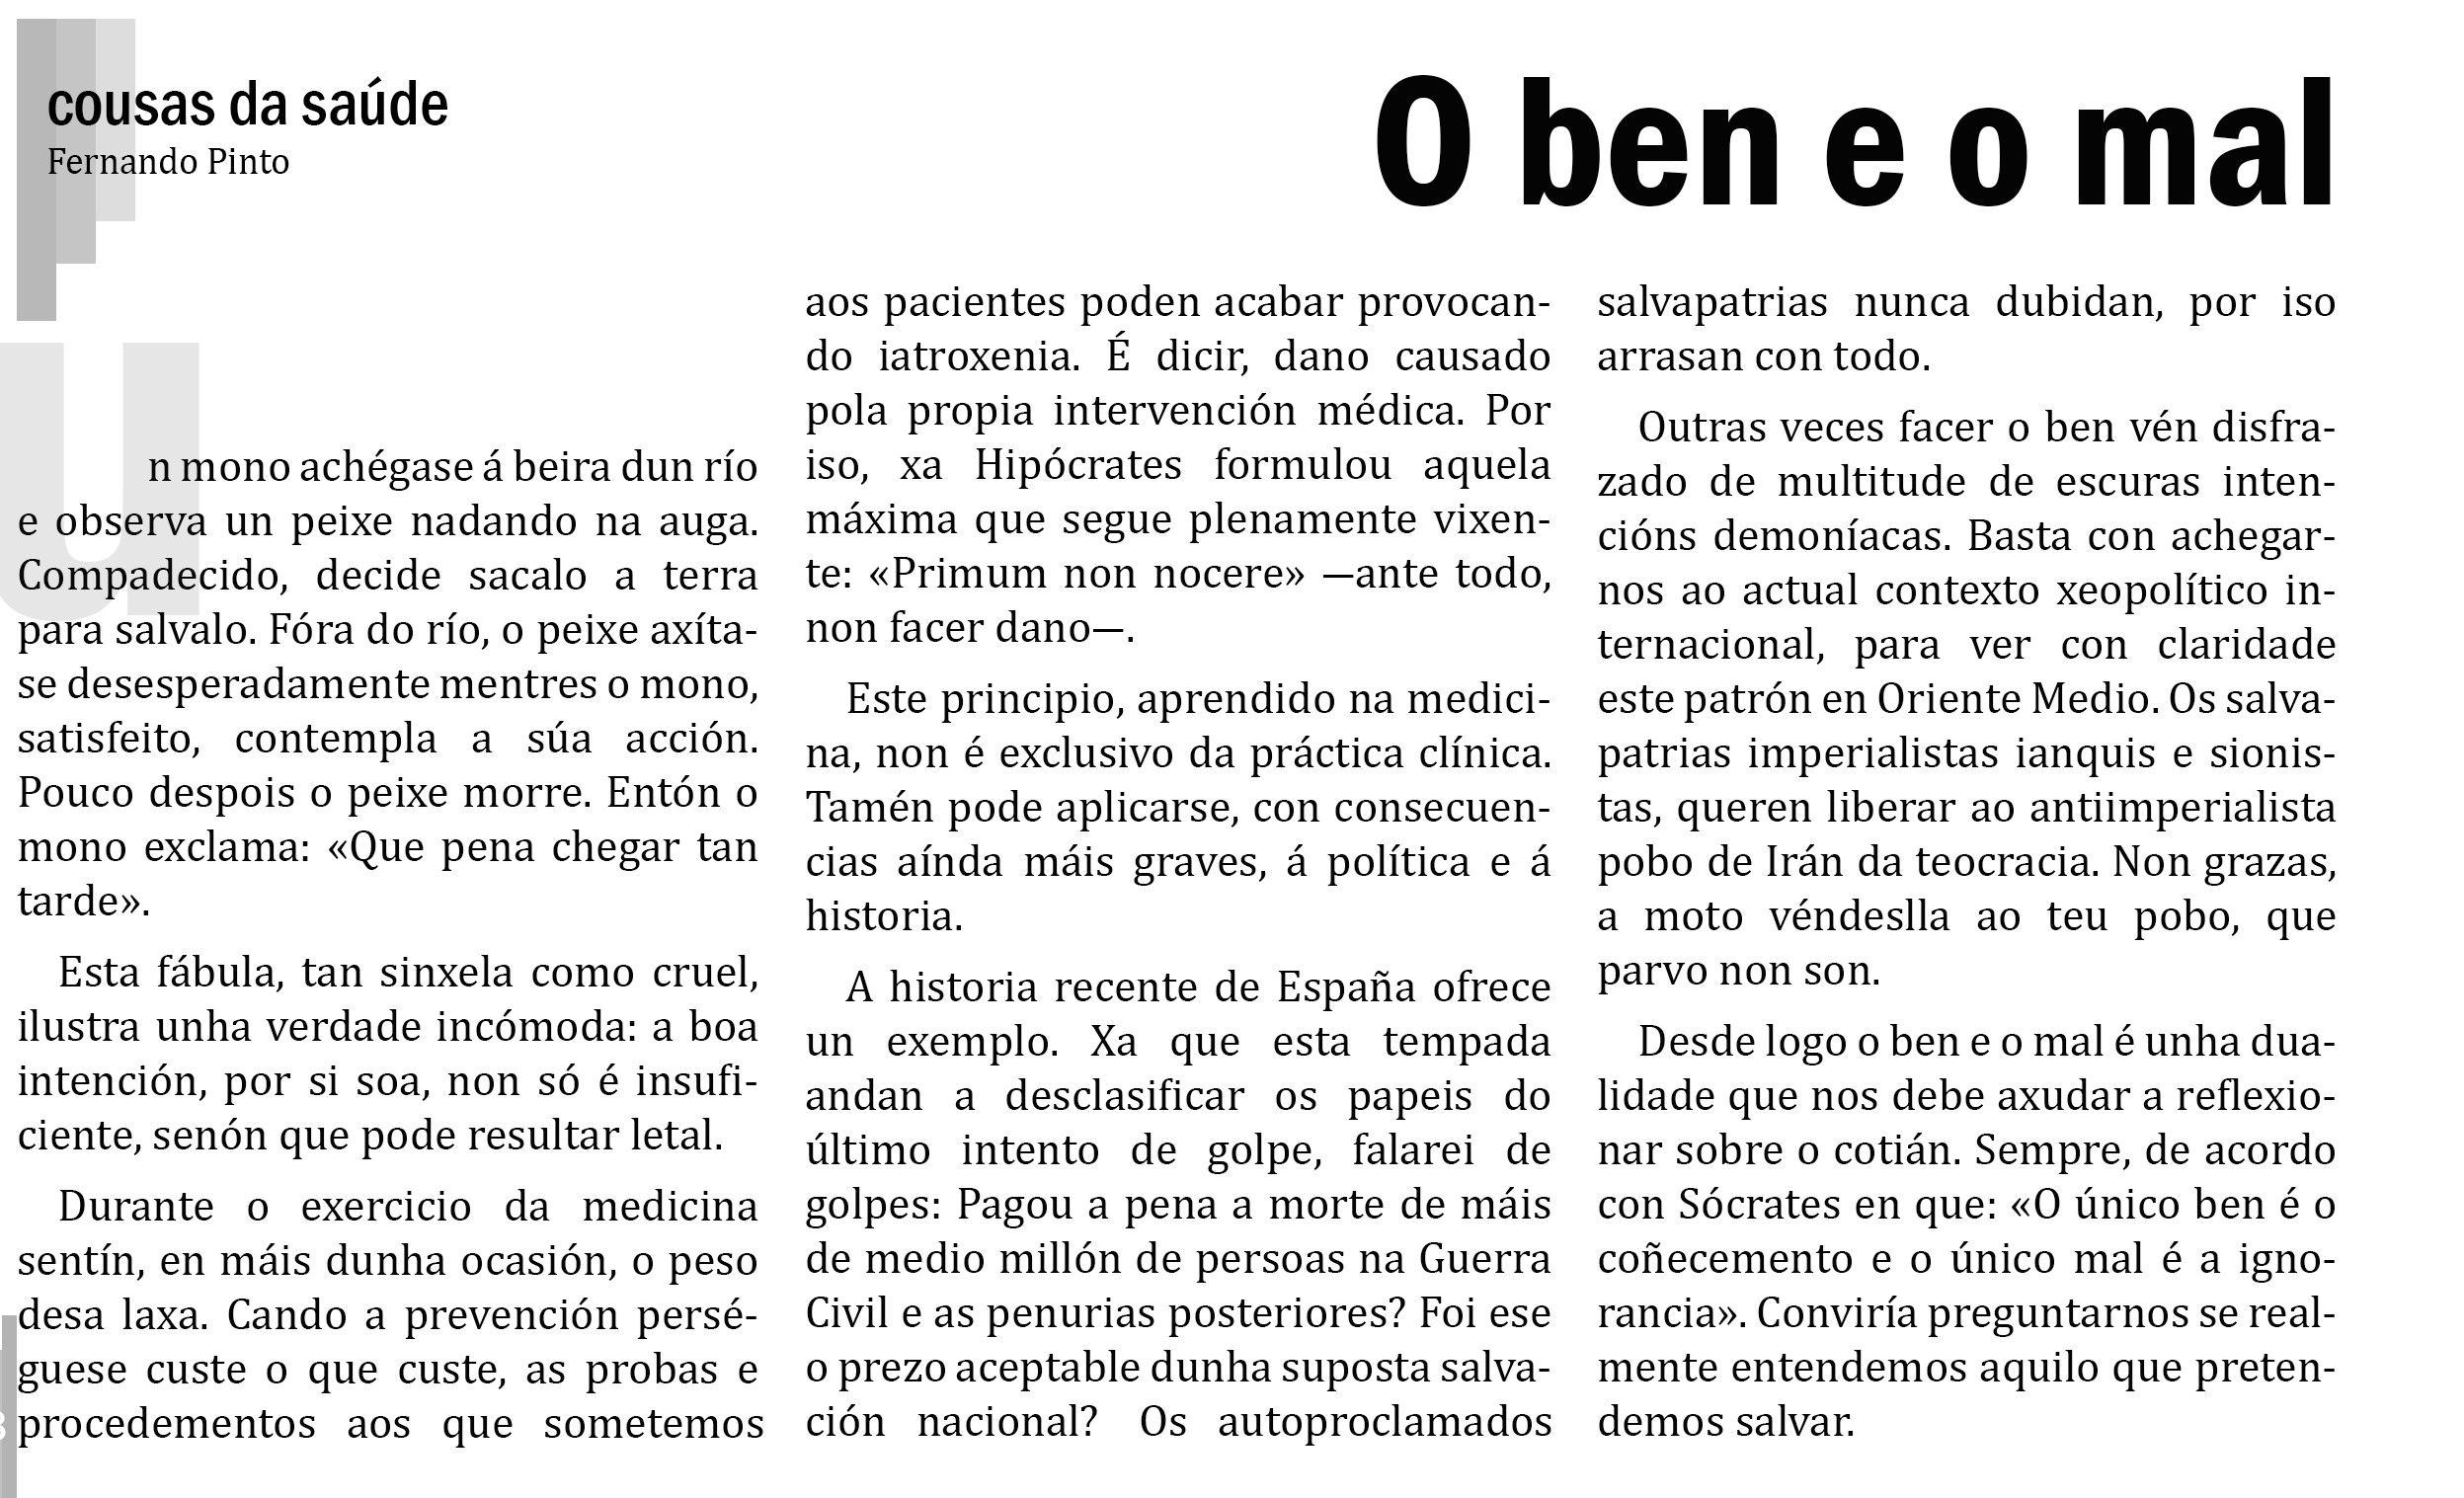 cousas da saúde
Fernando Pinto
O ben e o mal
un mono achégase á beira dun río
e observa un peixe nadando na auga.
Compadecido, decide sacalo a terra
para salvalo. Fóra do río, o peixe axíta-
se desesperadamente mentres o mono,
satisfeito, contempla a súa acción.
Pouco despois o peixe morre. Entón o
mono exclama: «Que pena chegar tan
tarde».
Esta fábula, tan sinxela como cruel,
ilustra unha verdade incómoda: a boa
intención, por si soa, non só é insufi-
ciente, senón que pode resultar letal.
Durante o exercicio da medicina
sentín, en máis dunha ocasión, o peso
desa laxa. Cando a prevención persé-
guese custe o que custe, as probas e
procedementos aos que sometemos
aos pacientes poden acabar provocan-
do iatroxenia. É dicir, dano causado
pola propia intervención médica. Por
iso, xa Hipócrates formulou aquela
máxima que segue plenamente vixen-
te: «Primum non nocere» —ante todo,
non facer dano—.
Este principio, aprendido na medici-
na, non é exclusivo da práctica clínica.
Tamén pode aplicarse, con consecuen-
cias aínda máis graves, á política e á
historia.
A historia recente de España ofrece
un exemplo. Xa que esta tempada
andan a desclasificar os papeis do
último intento de golpe, falarei de
golpes: Pagou a pena a morte de máis
de medio millón de persoas na Guerra
Civil e as penurias posteriores? Foi ese
o prezo aceptable dunha suposta salva-
ción nacional? Os autoproclamados
salvapatrias nunca dubidan, por iso
arrasan con todo.
Outras veces facer o ben vén disfra-
zado de multitude de escuras inten-
cións demoníacas. Basta con achegar-
nos ao actual contexto xeopolítico in-
ternacional, para ver con claridade
este patrón en Oriente Medio. Os salva-
patrias imperialistas ianquis e sionis-
tas, queren liberar ao antiimperialista
pobo de Irán da teocracia. Non grazas,
a moto véndeslla ao teu pobo, que
parvo non son.
Desde logo o ben e o mal é unha dua-
lidade que nos debe axudar a reflexio-
nar sobre o cotián. Sempre, de acordo
con Sócrates en que: «O único ben é o
coñecemento e o único mal é a igno-
rancia». Conviría preguntarnos se real-
mente entendemos aquilo que preten-
demos salvar.